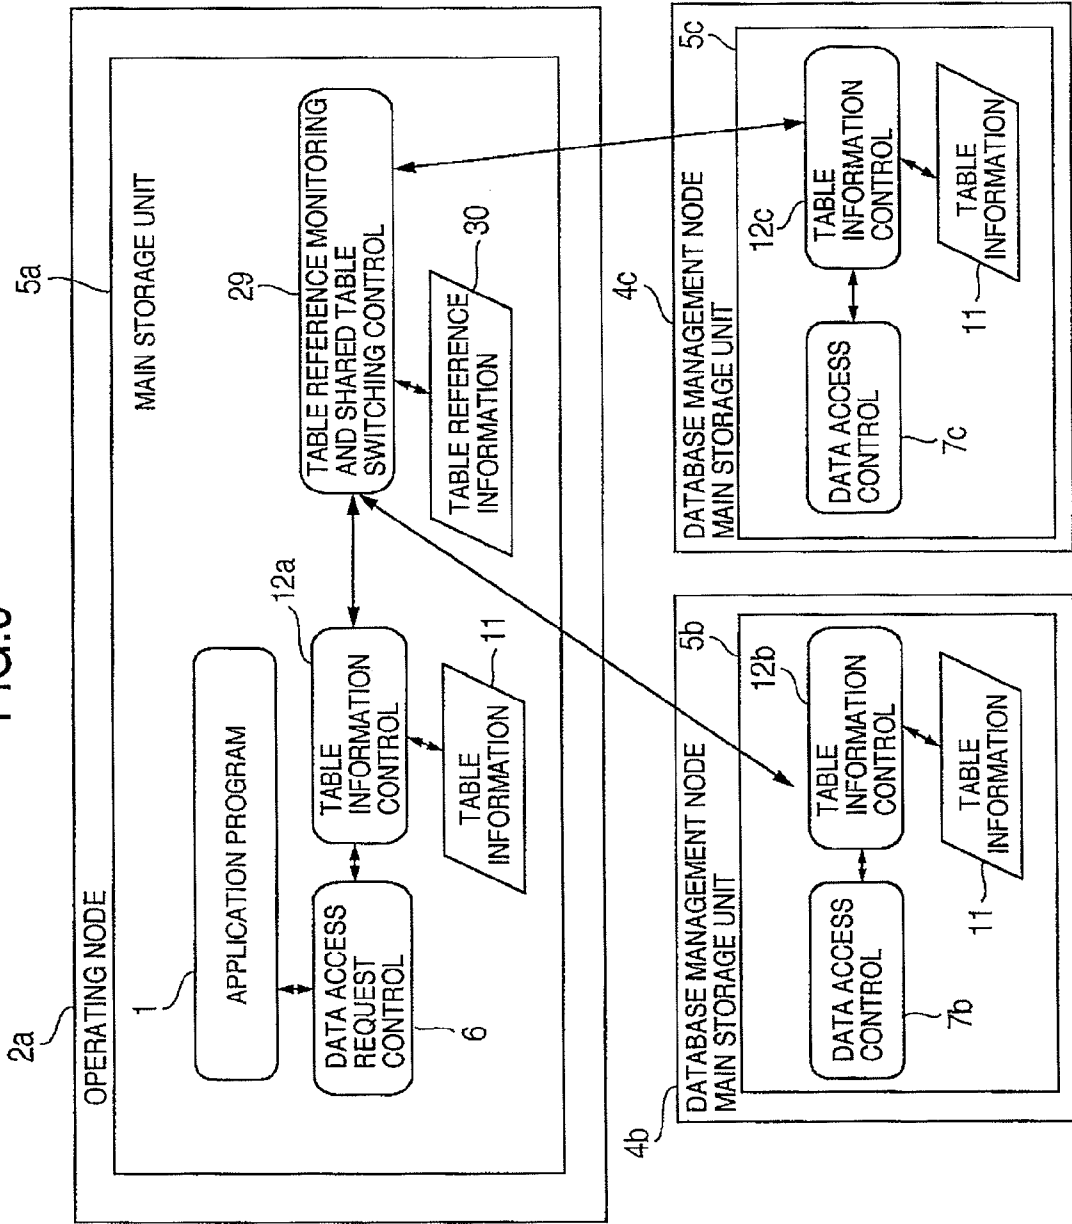 2a
OPERATING NODE
5a
MAIN STORAGE UNIT
1
APPLICATION PROGRAM
DATA ACCESS
REQUEST
CONTROL
6
12a
TABLE
INFORMATION
CONTROL
TABLE
INFORMATION
11
29
TABLE REFERENCE MONITORING
AND SHARED TABLE
SWITCHING CONTROL
TABLE REFERENCE
INFORMATION
30
4b
DATABASE MANAGEMENT NODE
MAIN STORAGE UNIT
5b
DATA ACCESS
CONTROL
7b
12b
TABLE
INFORMATION
CONTROL
TABLE
INFORMATION
11
4c
DATABASE MANAGEMENT NODE
MAIN STORAGE UNIT
5c
DATA ACCESS
CONTROL
7c
12c
TABLE
INFORMATION
CONTROL
TABLE
INFORMATION
11